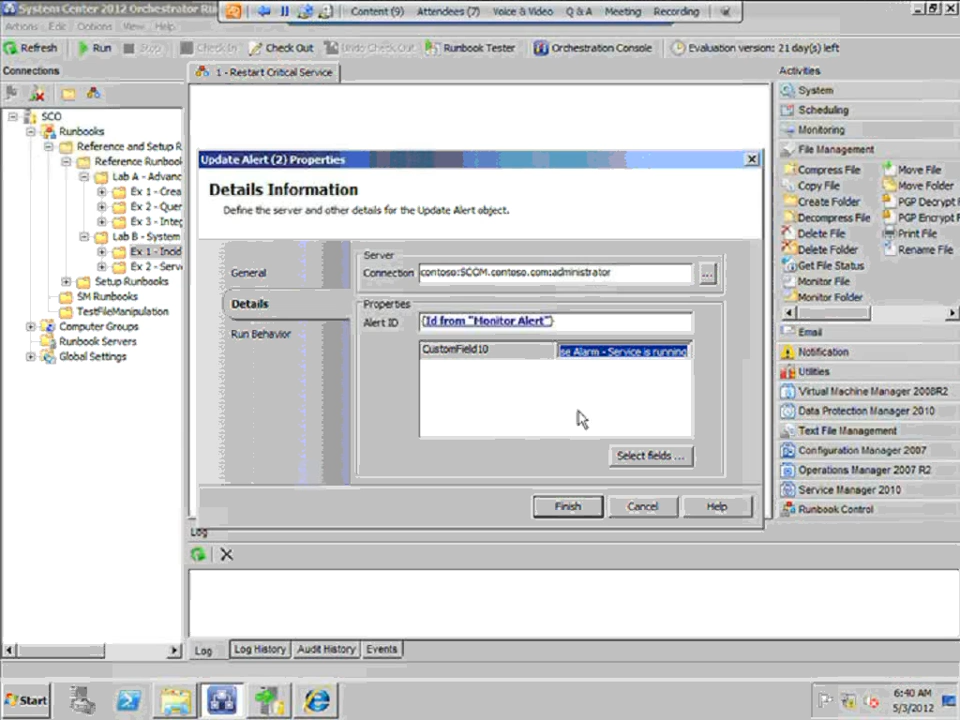 System Center 2012 Orchestrator Ru
Content (9) Attendees (7) Voice & Video Q & A Meeting Recording
Actions Edit Options View Help
Refresh Run Stop Check In Check Out Undo Check Out Runbook Tester Orchestration Console Evaluation version: 21 day(s) left
Connections
1 - Restart Critical Service
Activities
SCO
Runbooks
Reference and Setup R
Reference Runbook
Lab A - Advanc
Ex 1 - Crea
Ex 2 - Quer
Ex 3 - Integ
Lab B - System
Ex 1 - Incid
Ex 2 - Serv
Setup Runbooks
SM Runbooks
TestFileManipulation
Computer Groups
Runbook Servers
Global Settings
Update Alert (2) Properties
Details Information
Define the server and other details for the Update Alert object.
General
Details
Run Behavior
Server
Connection contoso:SCOM.contoso.com:administrator ...
Properties
Alert ID {Id from "Monitor Alert"}
CustomField10 se Alarm - Service is running
Select fields ...
Finish Cancel Help
System
Scheduling
Monitoring
File Management
Compress File Move File
Copy File Move Folder
Create Folder PGP Decrypt F
Decompress File PGP Encrypt F
Delete File Print File
Delete Folder Rename File
Get File Status
Monitor File
Monitor Folder
Email
Notification
Utilities
Virtual Machine Manager 2008R2
Data Protection Manager 2010
Text File Management
Configuration Manager 2007
Operations Manager 2007 R2
Service Manager 2010
Runbook Control
Log
Log Log History Audit History Events
Start
6:40 AM
5/3/2012